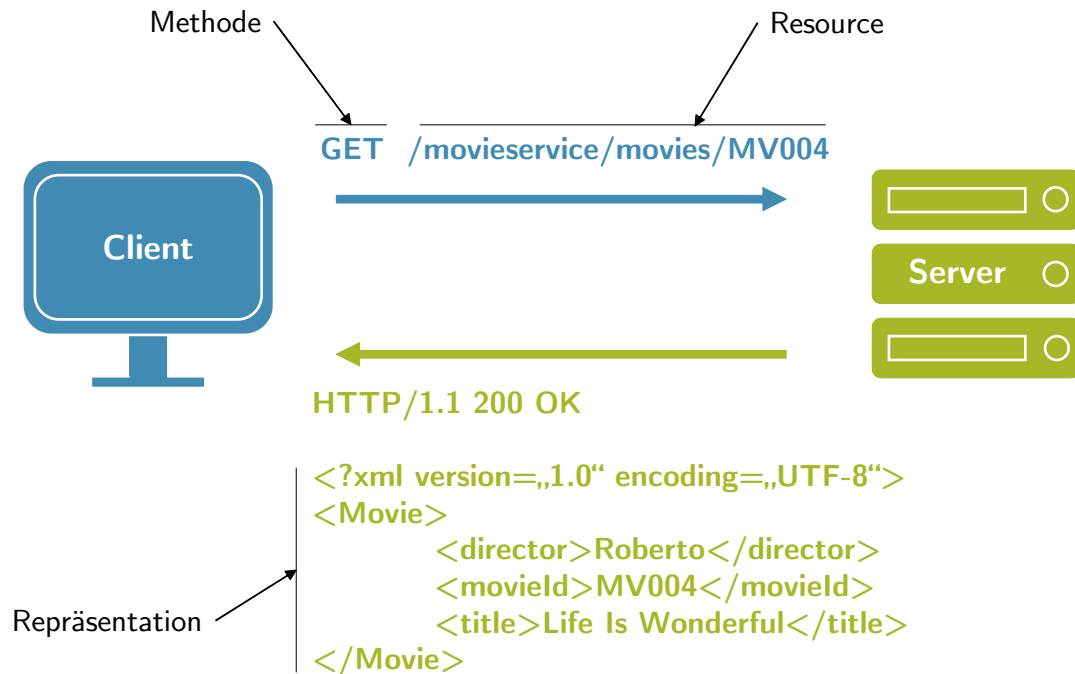 Methode
Resource
GET /movieservice/movies/MV004
Client
Server
HTTP/1.1 200 OK
<?xml version=„1.0“ encoding=„UTF-8“>
<Movie>
<director>Roberto</director>
<movieId>MV004</movieId>
<title>Life Is Wonderful</title>
</Movie>
Repräsentation